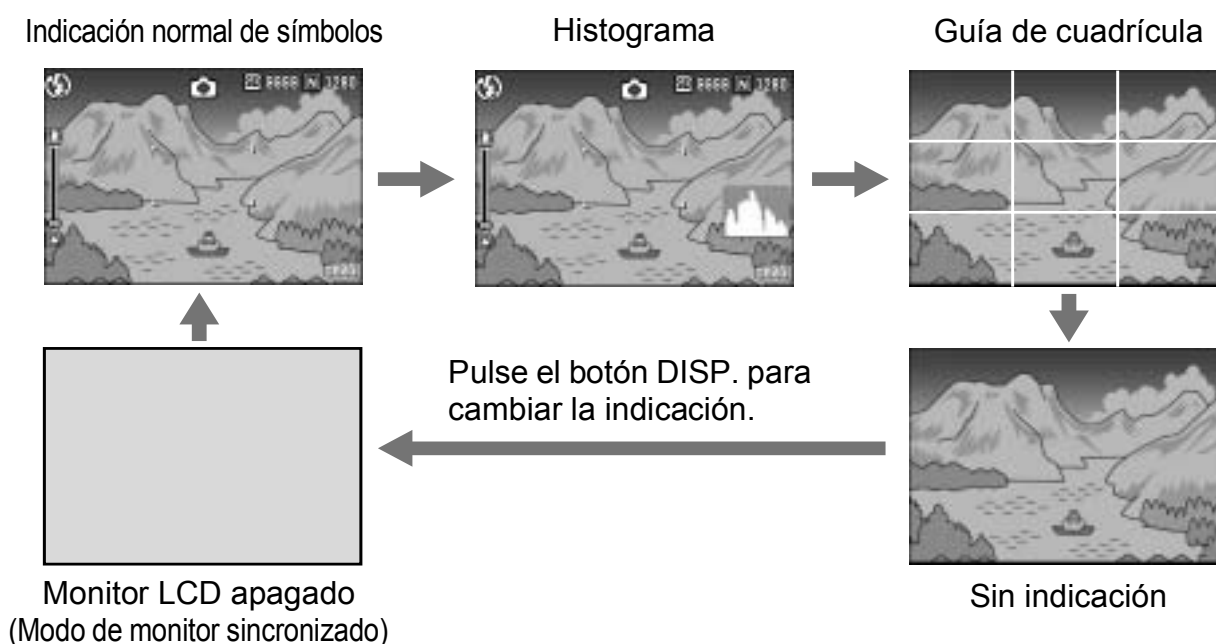 Indicación normal de símbolos
Histograma
Guía de cuadrícula
Pulse el botón DISP. para
cambiar la indicación.
Monitor LCD apagado
(Modo de monitor sincronizado)
Sin indicación